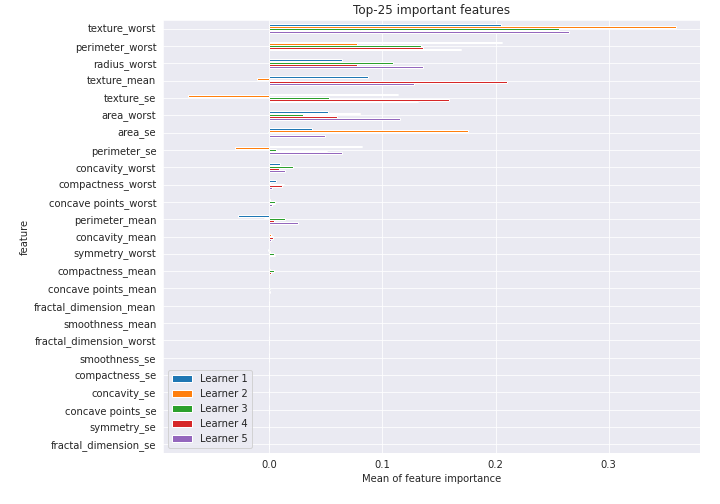 Top-25 important features
texture_worst
perimeter_worst
radius_worst
texture_mean
texture_se
area_worst
area_se
perimeter_se
concavity_worst
compactness_worst
concave points_worst
perimeter_mean
concavity_mean
symmetry_worst
compactness_mean
concave points_mean
fractal_dimension_mean
smoothness_mean
fractal_dimension_worst
smoothness_se
compactness_se
concavity_se
concave points_se
symmetry_se
fractal_dimension_se
feature
Learner 1
Learner 2
Learner 3
Learner 4
Learner 5
0.0 0.1 0.2 0.3
Mean of feature importance